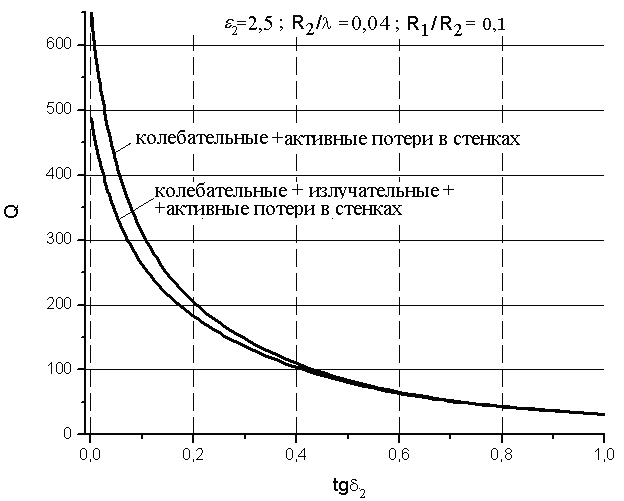 ε₂=2,5 ; R₂/λ=0,04 ; R₁/R₂= 0,1
600
500
колебательные +активные потери в стенках
400
колебательные + излучательные +
+активные потери в стенках
Q
300
200
100
0
0,0 0,2 0,4 0,6 0,8 1,0
tgδ₂